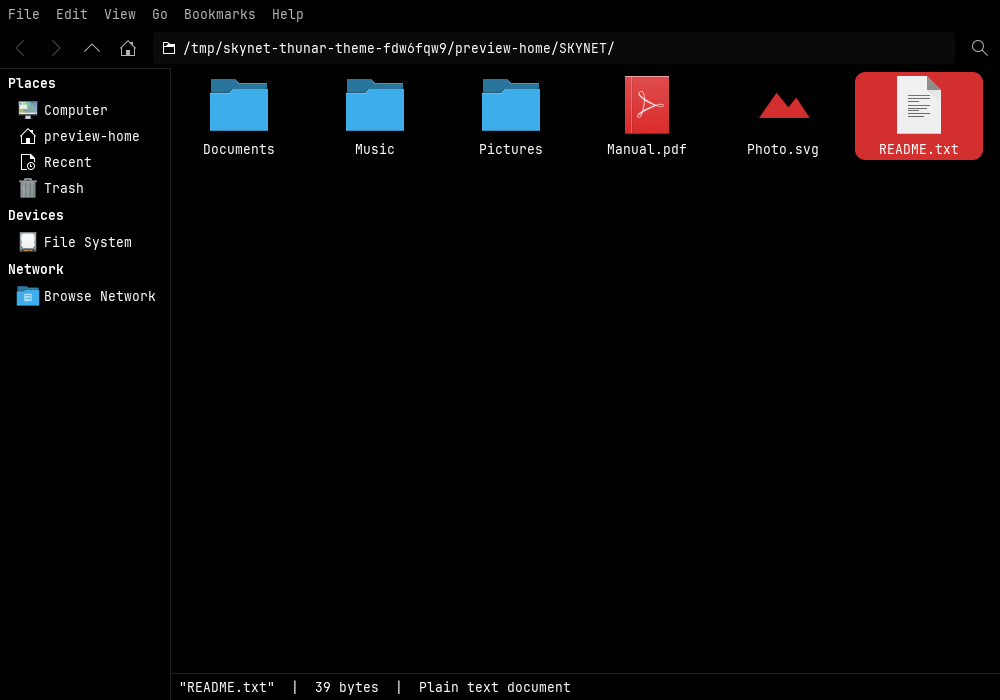 File Edit View Go Bookmarks Help
/tmp/skynet-thunar-theme-fdw6fqw9/preview-home/SKYNET/
Places
Computer
preview-home
Recent
Trash
Devices
File System
Network
Browse Network
Documents
Music
Pictures
Manual.pdf
Photo.svg
README.txt
"README.txt" | 39 bytes | Plain text document